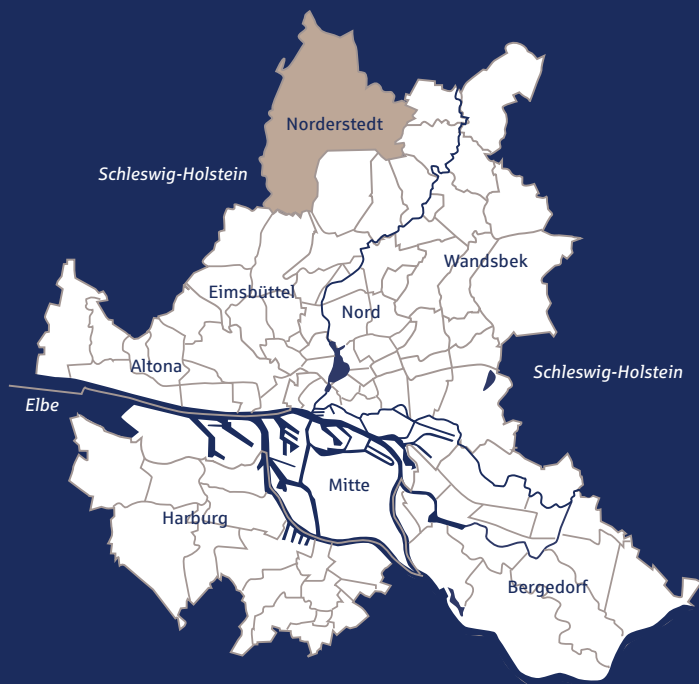 Norderstedt
Schleswig-Holstein
Wandsbek
Eimsbüttel
Nord
Altona
Schleswig-Holstein
Elbe
Mitte
Harburg
Bergedorf